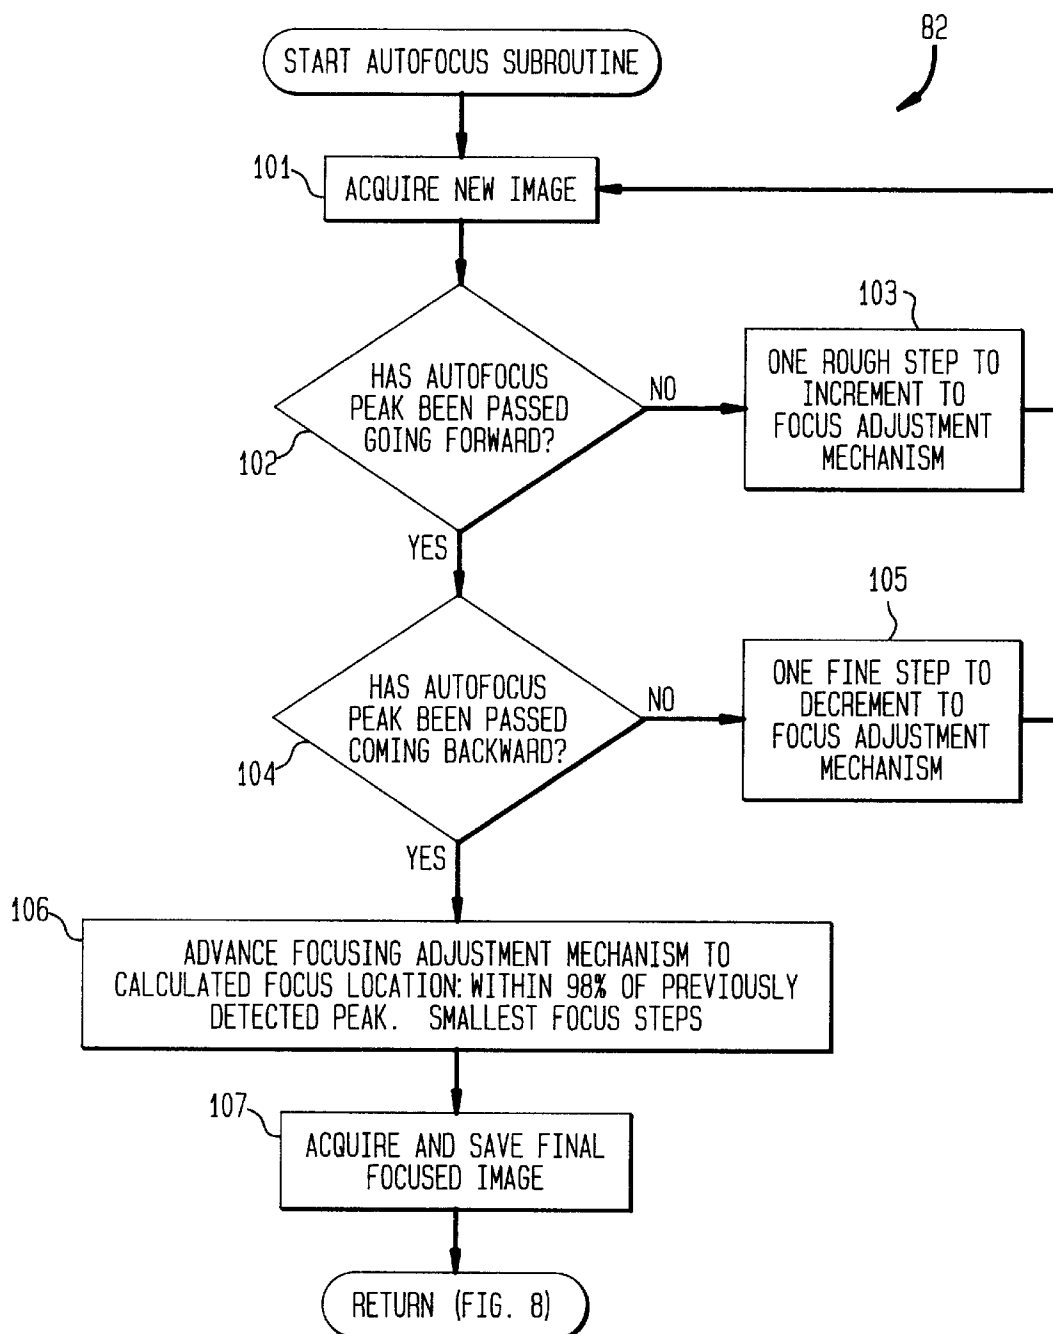 82
START AUTOFOCUS SUBROUTINE
101
ACQUIRE NEW IMAGE
102
HAS AUTOFOCUS
PEAK BEEN PASSED
GOING FORWARD?
NO
YES
103
ONE ROUGH STEP TO
INCREMENT TO
FOCUS ADJUSTMENT
MECHANISM
104
HAS AUTOFOCUS
PEAK BEEN PASSED
COMING BACKWARD?
NO
YES
105
ONE FINE STEP TO
DECREMENT TO
FOCUS ADJUSTMENT
MECHANISM
106
ADVANCE FOCUSING ADJUSTMENT MECHANISM TO
CALCULATED FOCUS LOCATION: WITHIN 98% OF PREVIOUSLY
DETECTED PEAK. SMALLEST FOCUS STEPS
107
ACQUIRE AND SAVE FINAL
FOCUSED IMAGE
RETURN (FIG. 8)